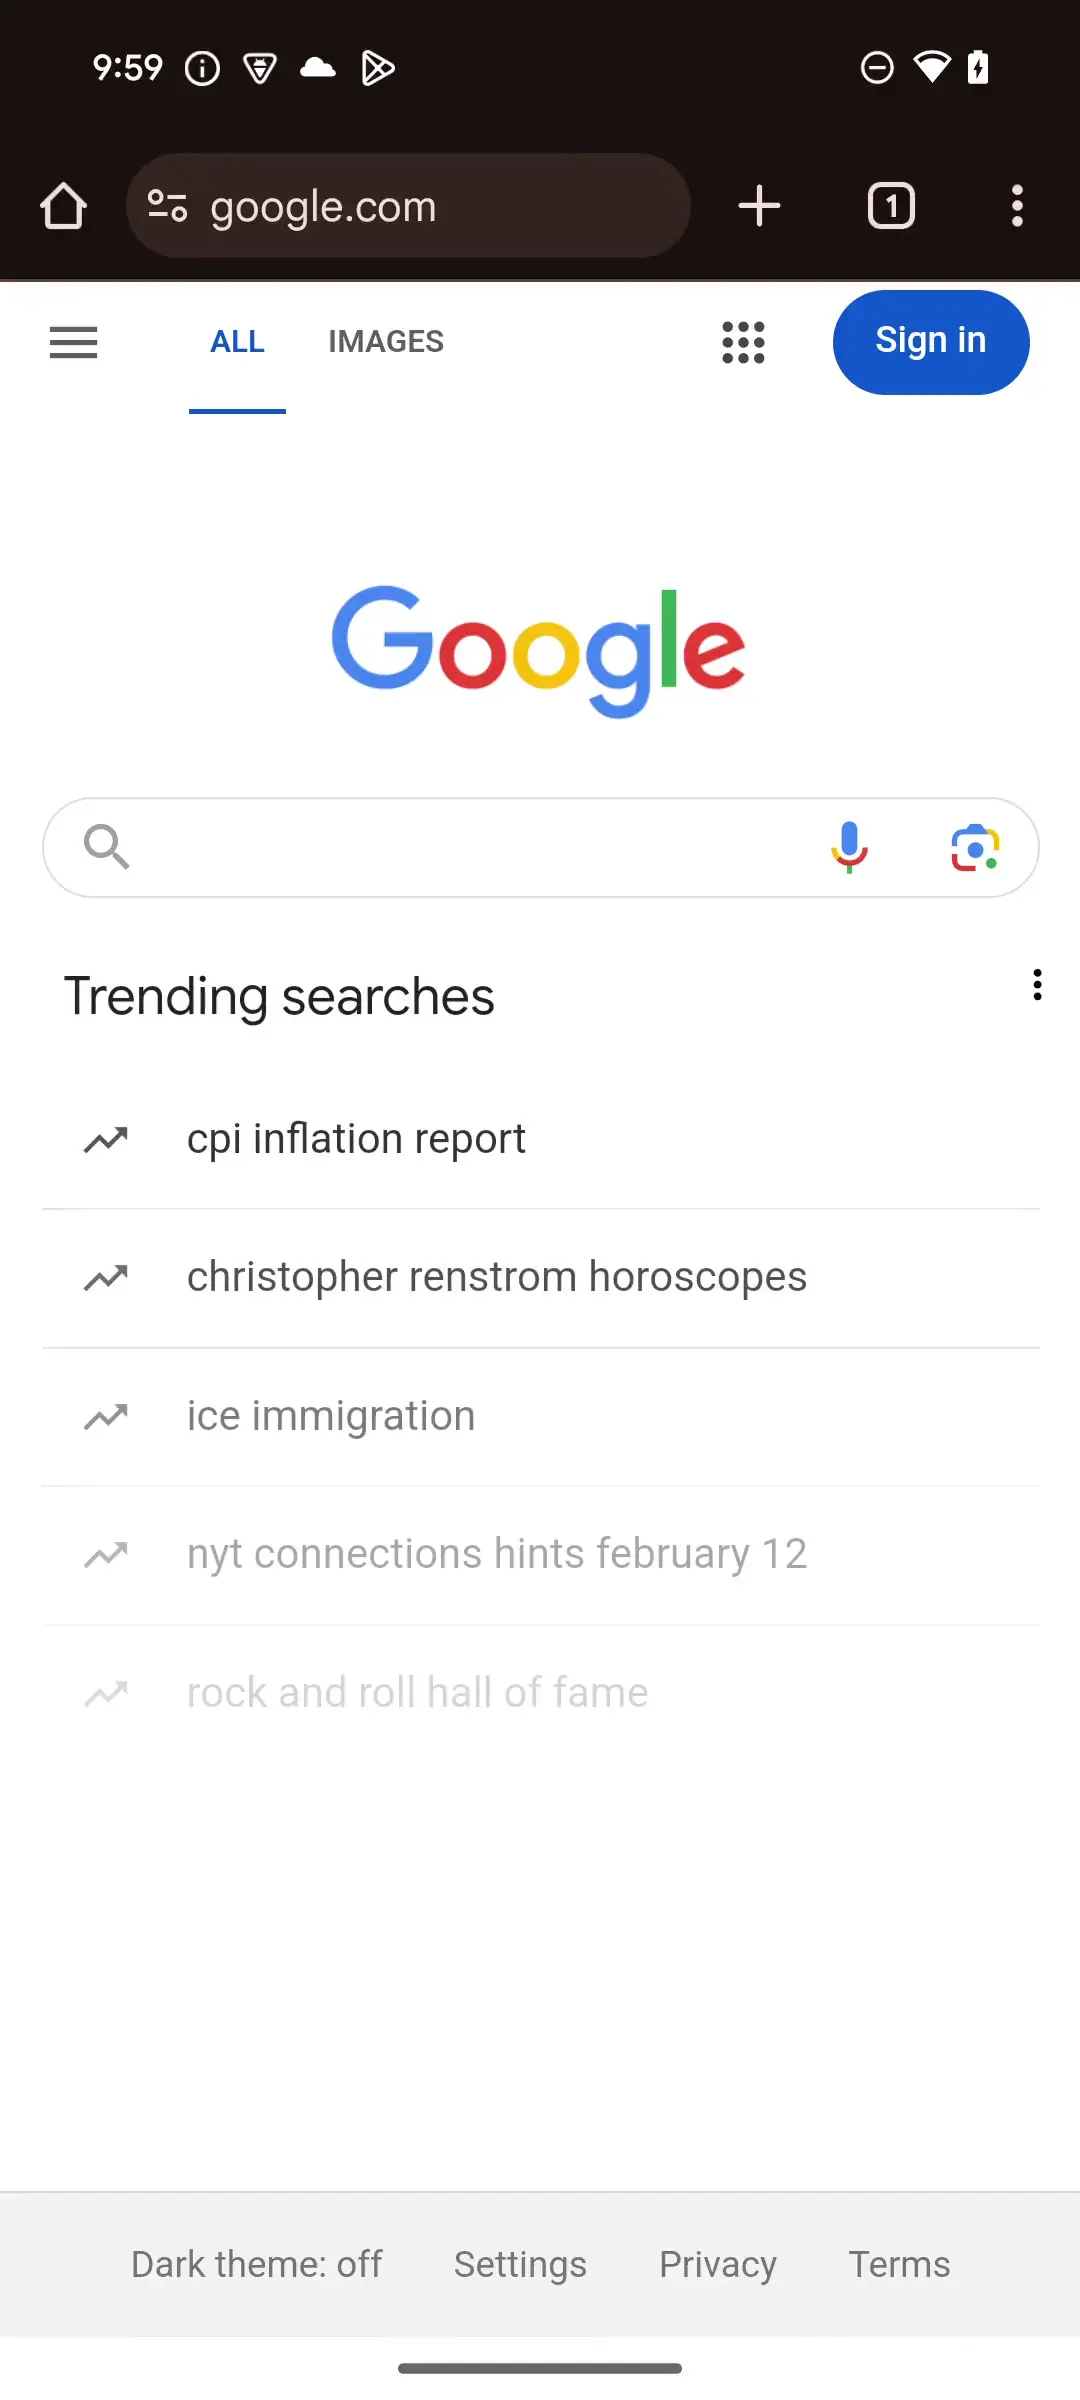 9:59
google.com
1
ALL IMAGES Sign in
Google
Trending searches
cpi inflation report
christopher renstrom horoscopes
ice immigration
nyt connections hints february 12
rock and roll hall of fame
Dark theme: off Settings Privacy Terms